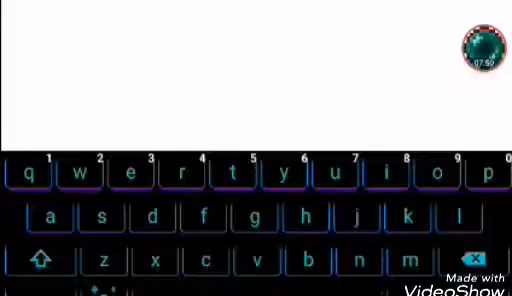 07:50
1 2 3 4 5 6 7 8 9 0
q w e r t y u i o p
a s d f g h j k l
z x c v b n m
Made with
VideoShow